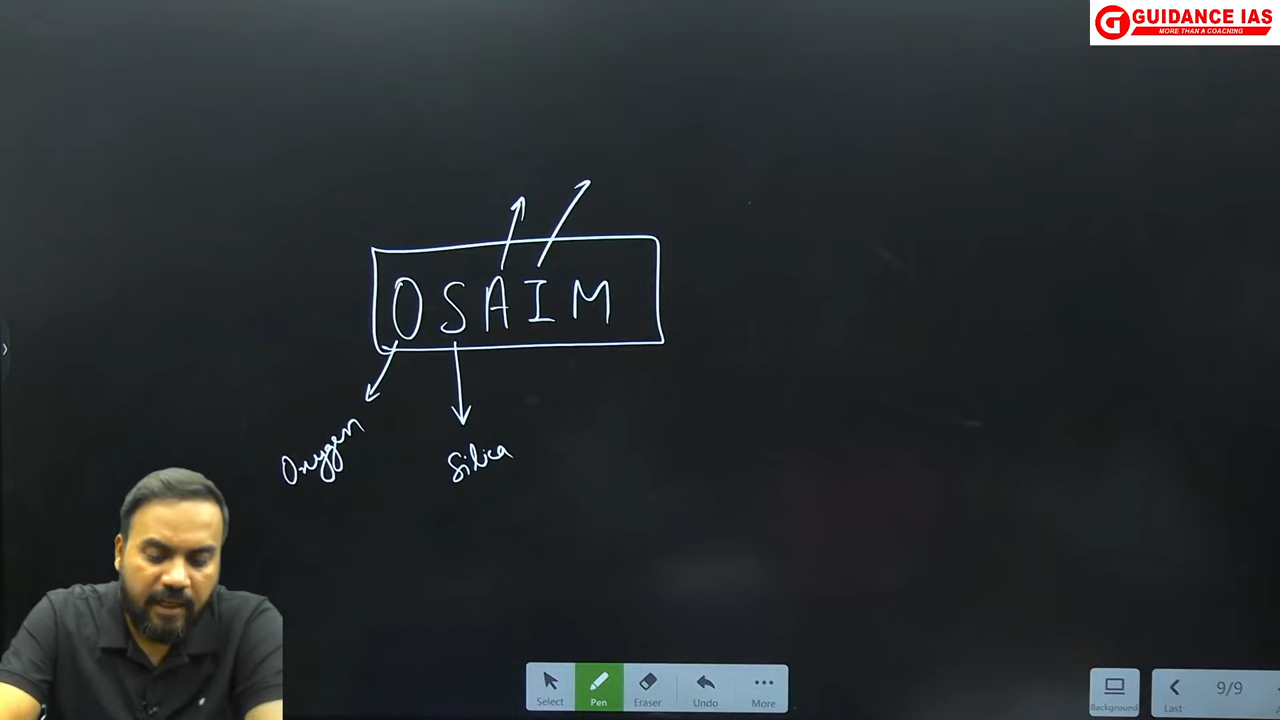 GUIDANCE IAS
MORE THAN A COACHING
OSAIM
Oxygen
Silica
Select
Pen
Eraser
Undo
More
Background
Last
9/9